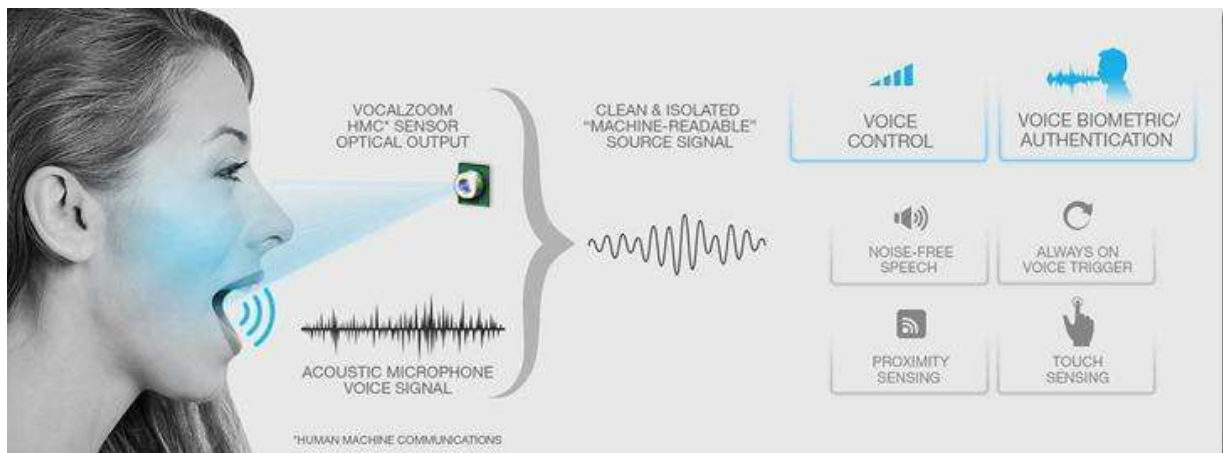 VOCALZOOM
HMC* SENSOR
OPTICAL OUTPUT
ACOUSTIC MICROPHONE
VOICE SIGNAL
*HUMAN MACHINE COMMUNICATIONS
CLEAN & ISOLATED
"MACHINE-READABLE"
SOURCE SIGNAL
VOICE
CONTROL
VOICE BIOMETRIC/
AUTHENTICATION
NOISE-FREE
SPEECH
ALWAYS ON
VOICE TRIGGER
PROXIMITY
SENSING
TOUCH
SENSING